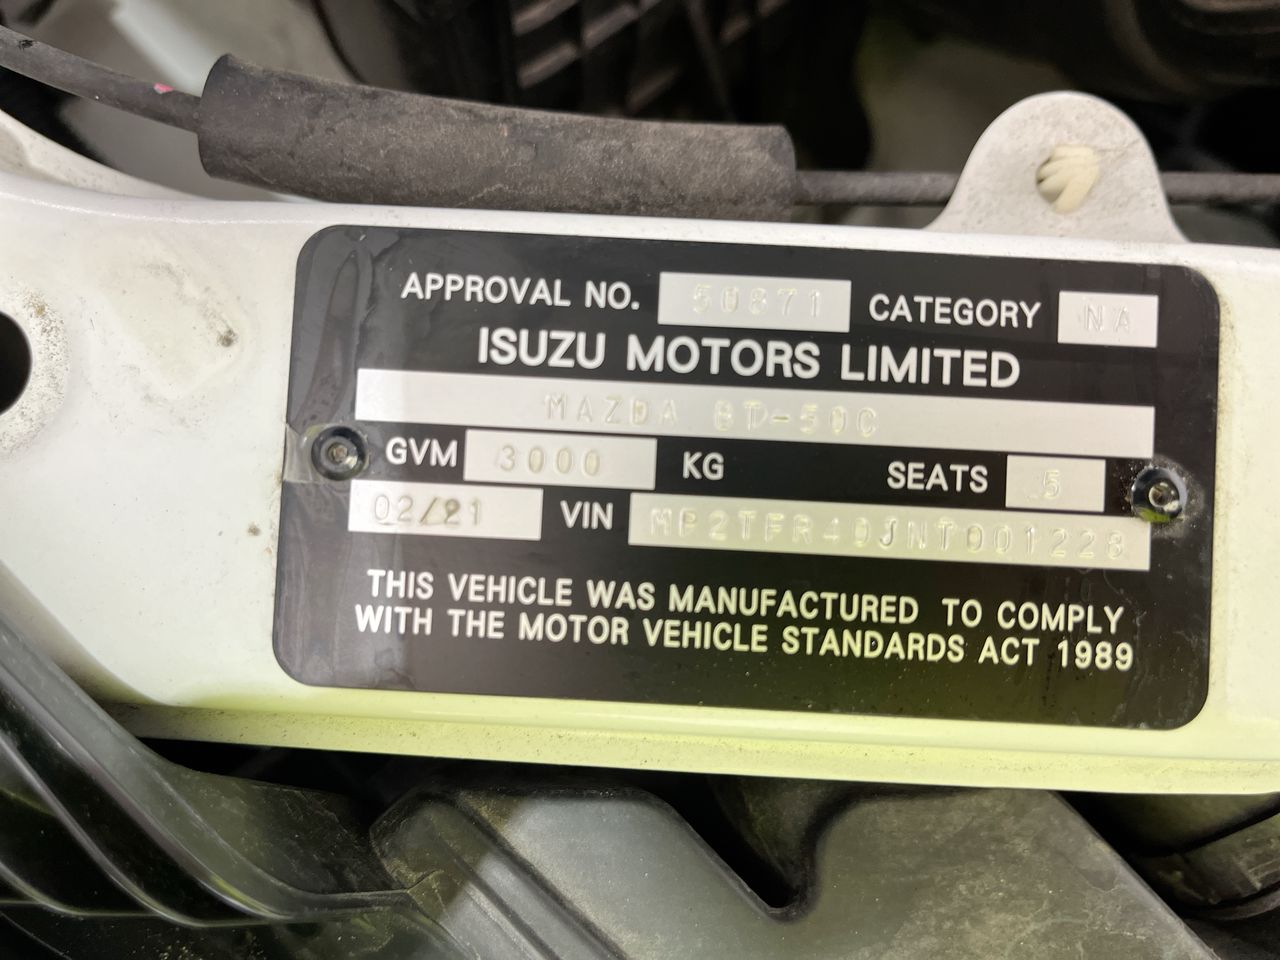 APPROVAL NO. 50871 CATEGORY NA
ISUZU MOTORS LIMITED
MAZDA BT-50C
GVM 3000 KG SEATS 5
02/21 VIN MP2TFR40JNT001228
THIS VEHICLE WAS MANUFACTURED TO COMPLY
WITH THE MOTOR VEHICLE STANDARDS ACT 1989